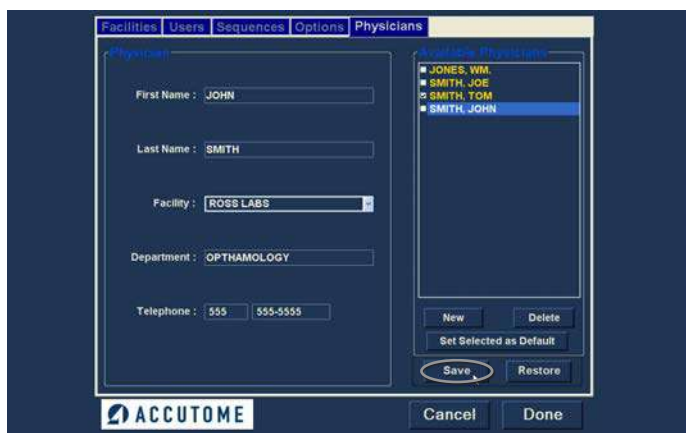 Facilities Users Sequences Options Physicians
Physician
First Name : JOHN
Last Name : SMITH
Facility : ROSS LABS
Department : OPTHAMOLOGY
Telephone : 555 555-5555
Available Physicians
JONES, WM.
SMITH, JOE
SMITH, TOM
SMITH, JOHN
New Delete
Set Selected as Default
Save Restore
ACCUTOME Cancel Done